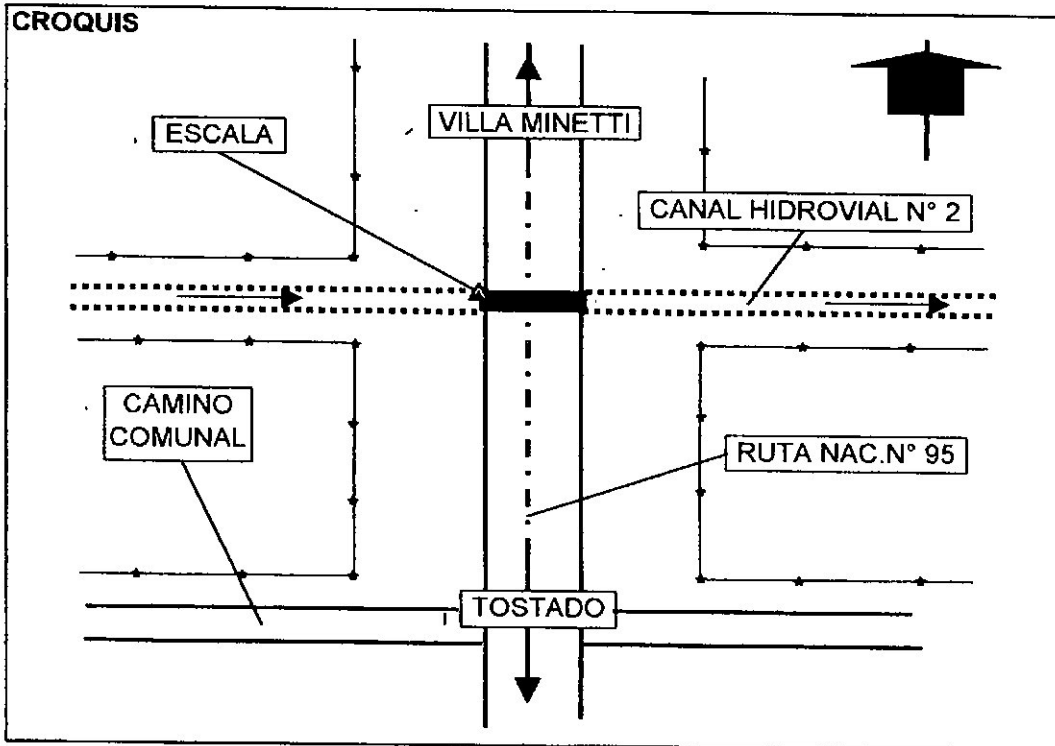 CROQUIS
ESCALA
VILLA MINETTI
CANAL HIDROVIAL N° 2
CAMINO
COMUNAL
RUTA NAC.N° 95
TOSTADO